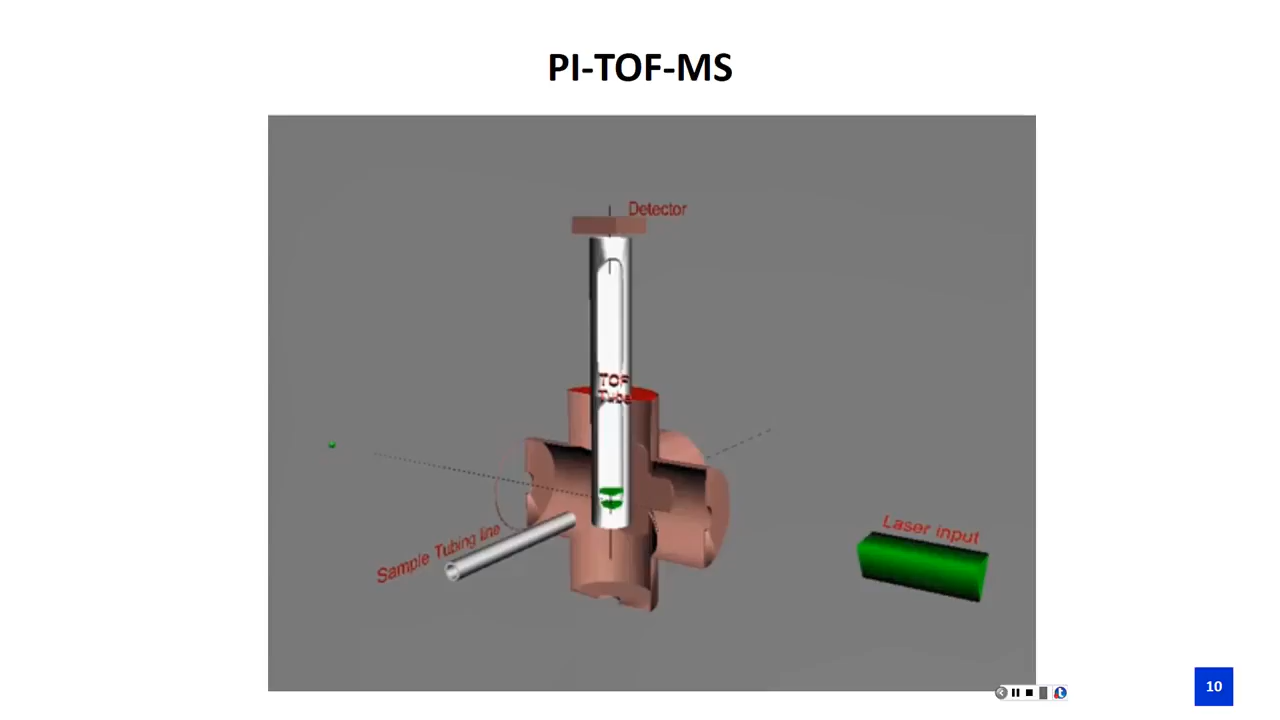 PI-TOF-MS
Detector
TOF
Tube
Sample Tubing line
Laser input
10